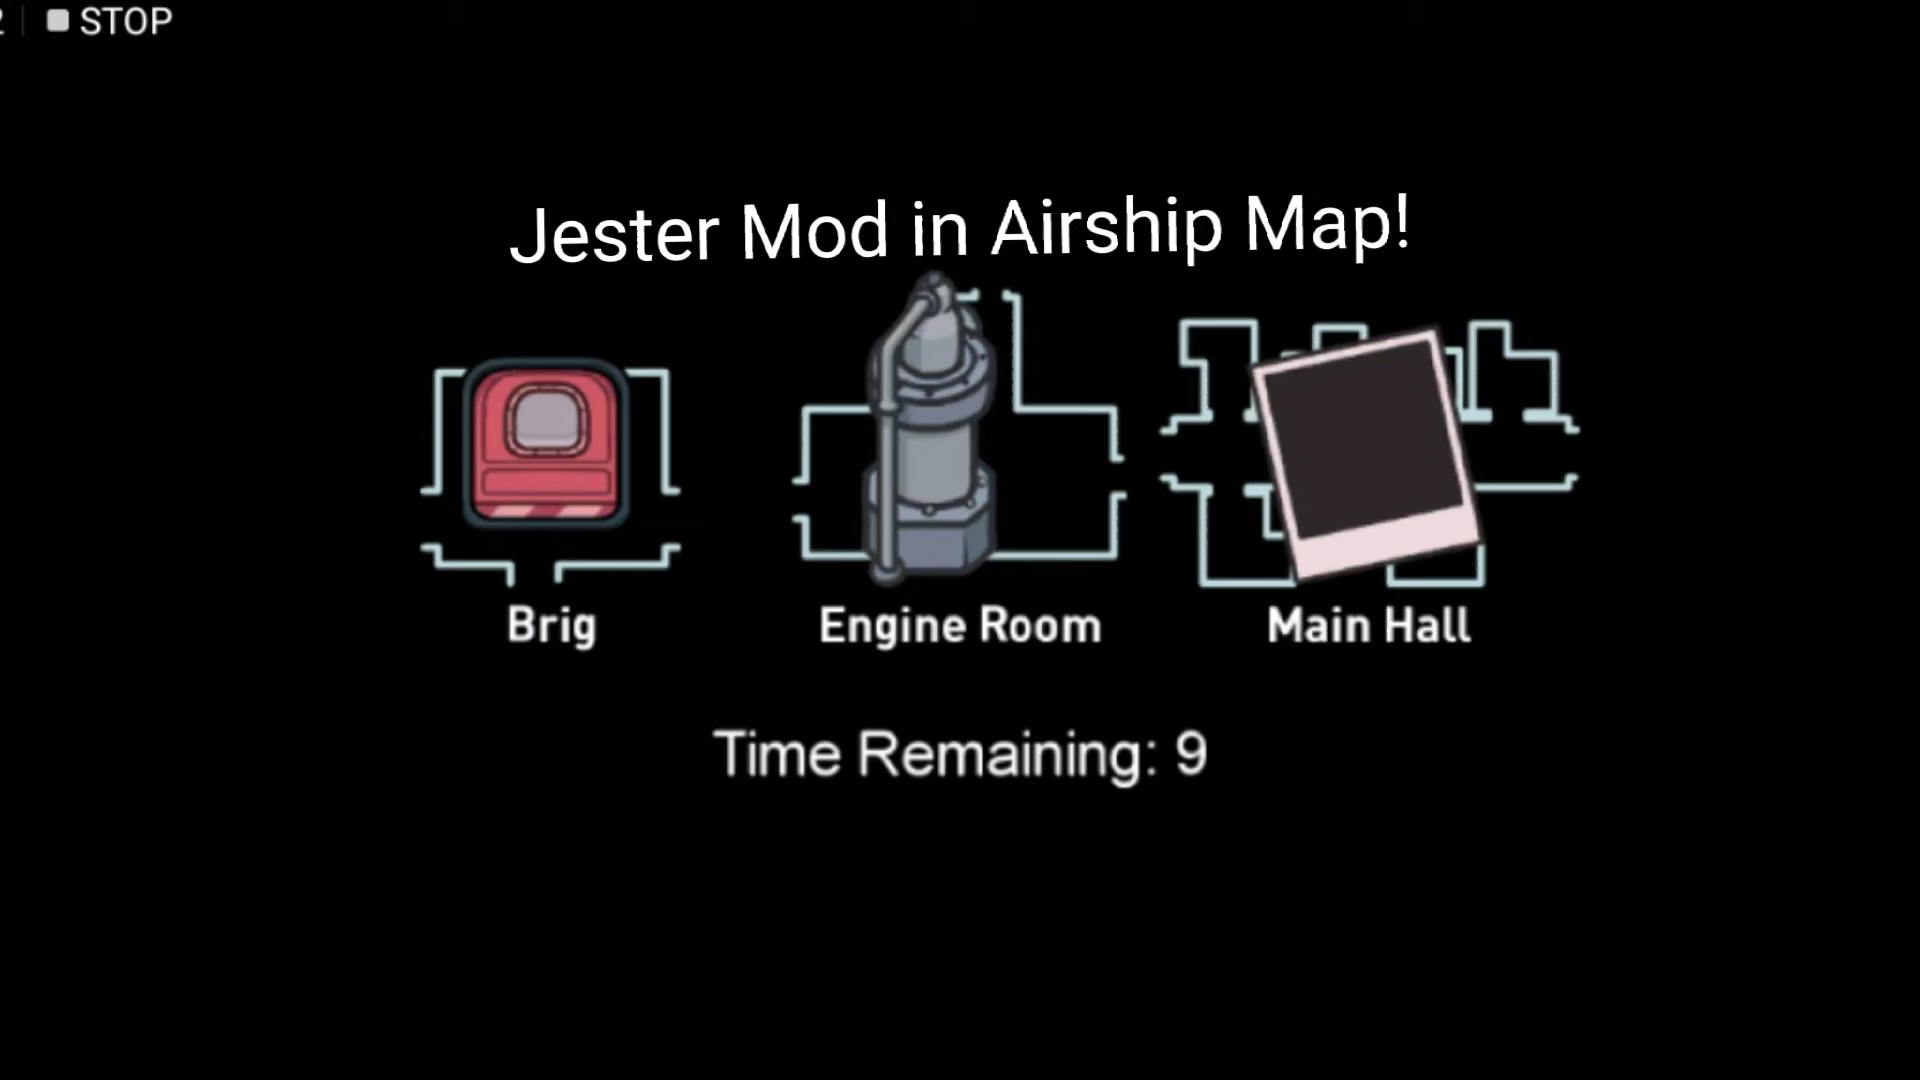 STOP
Jester Mod in Airship Map!
Brig
Engine Room
Main Hall
Time Remaining: 9